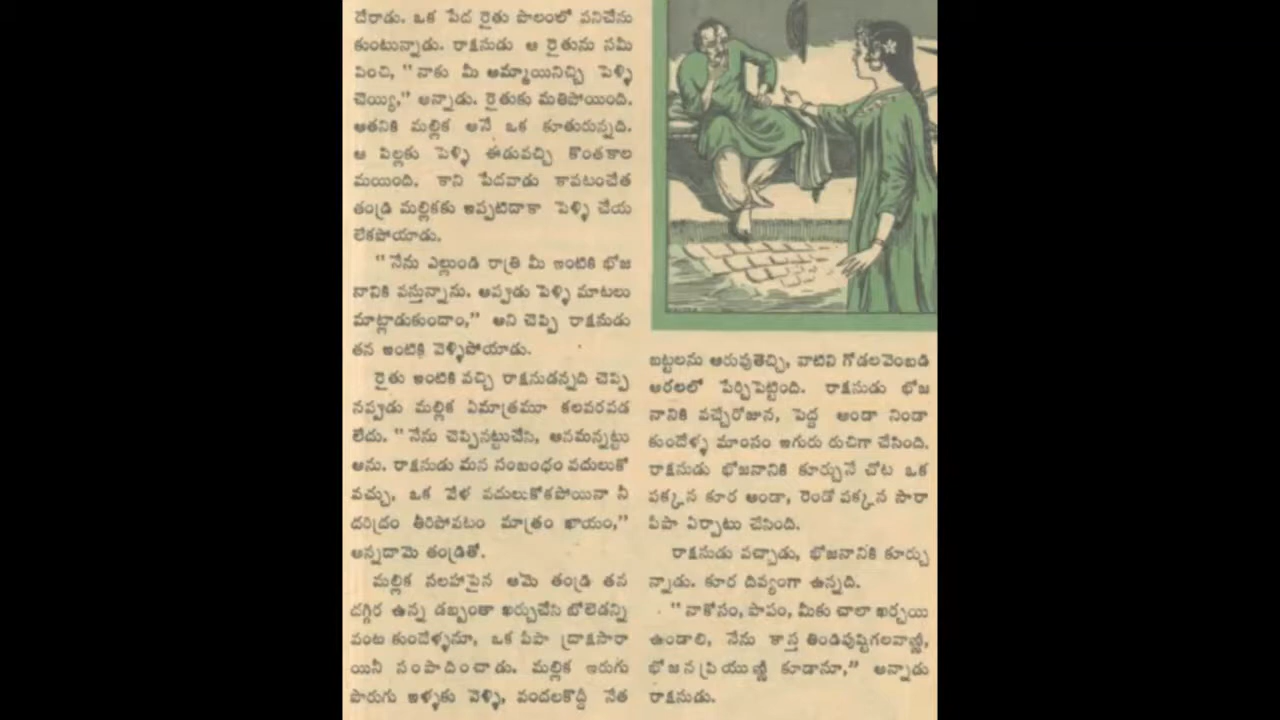 చేరాడు. ఒక పేద రైతు పొలంలో పనిచేసు
కుంటున్నాడు. రాక్షసుడు ఆ రైతును సమీ
పించి, "నాకు మీ అమ్మాయినిచ్చి పెళ్ళి
చెయ్యి," అన్నాడు. రైతుకు మతిపోయింది.
అతనికి మల్లిక అనే ఒక కూతురున్నది.
ఆ పిల్లకు పెళ్ళి ఈడువచ్చి కొంతకాల
మయింది. కాని పేదవాడు కావటంచేత
తండ్రి మల్లికకు ఇప్పటిదాకా పెళ్ళి చేయ
లేకపోయాడు.
"నేను ఎల్లుండి రాత్రి మీ ఇంటికి భోజ
నానికి వస్తున్నాను. అప్పుడు పెళ్ళి మాటలు
మాట్లాడుకుందాం," అని చెప్పి రాక్షసుడు
తన ఇంటికి వెళ్ళిపోయాడు.
రైతు ఇంటికి వచ్చి రాక్షసుడన్నది చెప్పి
నప్పుడు మల్లిక ఏమాత్రమూ కలవరపడ
లేదు. "నేను చెప్పినట్టుచేసి, అనమన్నట్టు
అను. రాక్షసుడు మన సంబంధం వదులుకో
వచ్చు, ఒక వేళ వదులుకోకపోయినా నీ
దరిద్రం తీరిపోవటం మాత్రం ఖాయం,"
అన్నదామె తండ్రితో.
మల్లిక సలహాపైన ఆమె తండ్రి తన
దగ్గిర ఉన్న డబ్బంతా ఖర్చుచేసి బోలెడన్ని
వంట కుందేళ్ళనూ, ఒక పీపా ద్రాక్షసారా
యినీ సంపాదించాడు. మల్లిక ఇరుగు
పొరుగు ఇళ్ళకు వెళ్ళి, వందలకొద్దీ నేత
బట్టలను అరువుతెచ్చి, వాటిని గోడలవెంబడి
అరలలో పేర్చిపెట్టింది. రాక్షసుడు భోజ
నానికి వచ్చేరోజున, పెద్ద అండా నిండా
కుందేళ్ళ మాంసం ఇగురు రుచిగా చేసింది.
రాక్షసుడు భోజనానికి కూర్చునే చోట ఒక
పక్కన కూర అండా, రెండో పక్కన సారా
పీపా ఏర్పాటు చేసింది.
రాక్షసుడు వచ్చాడు, భోజనానికి కూర్చు
న్నాడు. కూర దివ్యంగా ఉన్నది.
"నాకోసం, పాపం, మీకు చాలా ఖర్చయి
ఉండాలి, నేను కాస్త తిండిపుష్టిగలవాణ్ణి,
భోజనప్రియుణ్ణి కూడానూ," అన్నాడు
రాక్షసుడు.